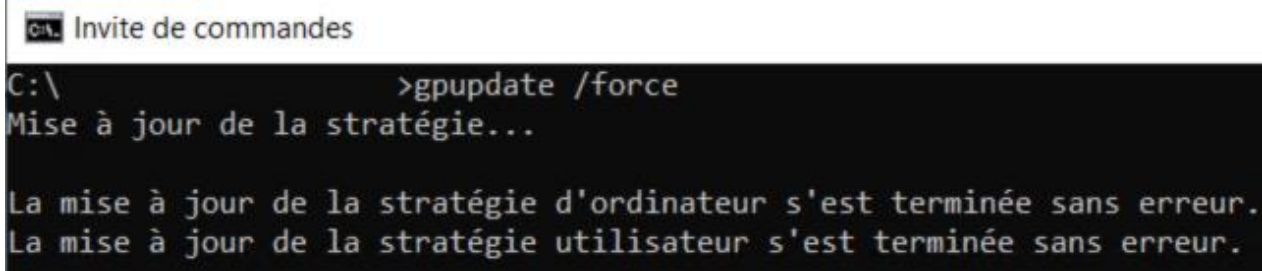 Invite de commandes
C:\ >gpupdate /force
Mise à jour de la stratégie...
La mise à jour de la stratégie d'ordinateur s'est terminée sans erreur.
La mise à jour de la stratégie utilisateur s'est terminée sans erreur.